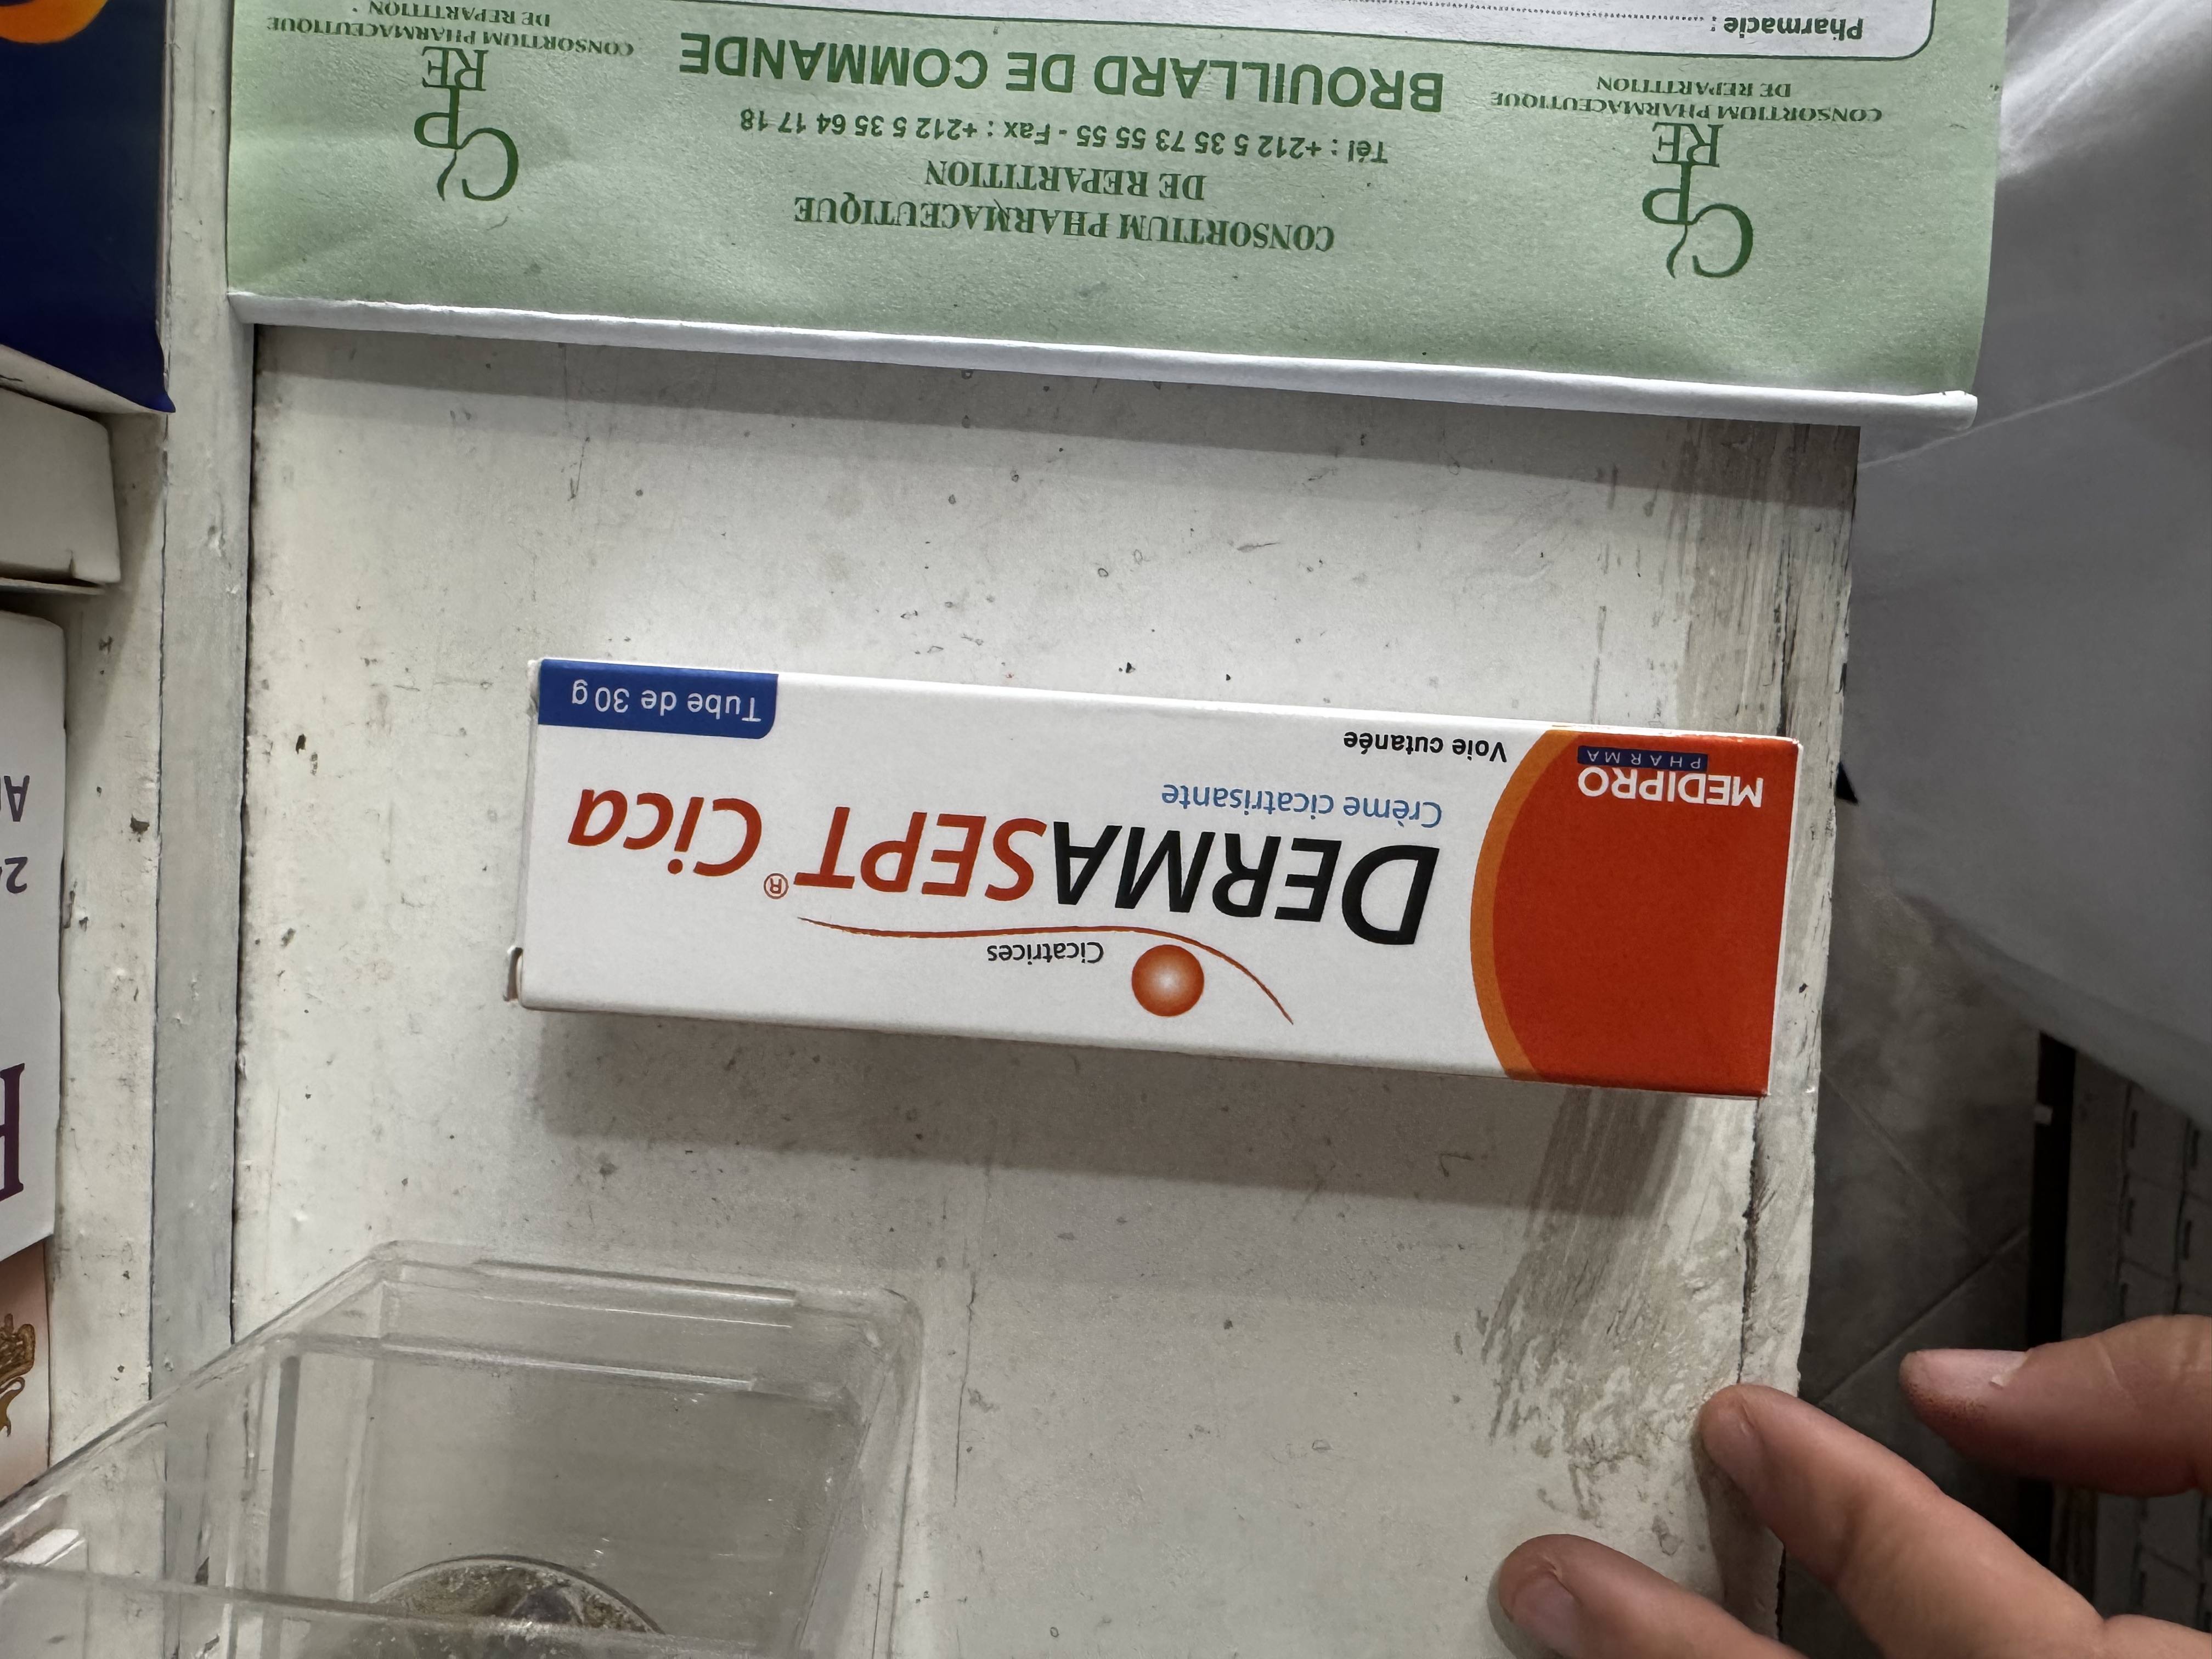 Cicatrices
DERMASEPT® Cica
Crème cicatrisante
MEDIPRO
PHARMA
Voie cutanée
Tube de 30 g
CONSORTIUM PHARMACEUTIQUE
DE REPARTITION
Tél : +212 5 35 73 55 55 - Fax : +212 5 35 64 17 18
BROUILLARD DE COMMANDE
CPRE
CONSORTIUM PHARMACEUTIQUE
DE REPARTITION
CPRE
CONSORTIUM PHARMACEUTIQUE
DE REPARTITION
Pharmacie :